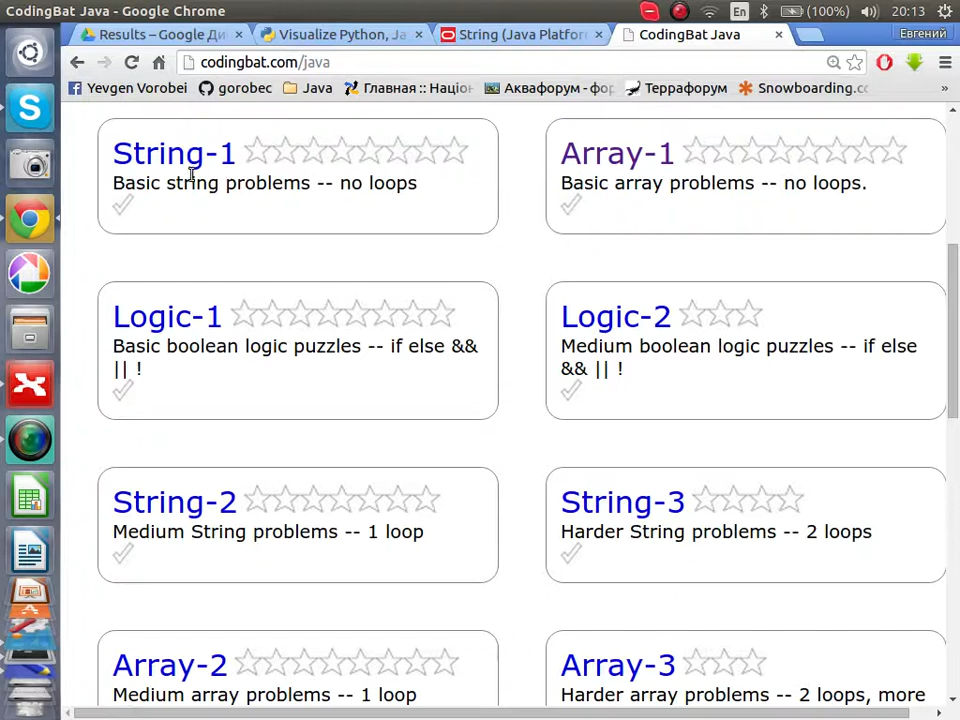 CodingBat Java - Google Chrome
En
(100%)
20:13
Results – Google Ди
Visualize Python, Ja
String (Java Platfor
CodingBat Java
Евгений
codingbat.com/java
Yevgen Vorobei
gorobec
Java
Главная :: Націо
Аквафорум - фор
Террафорум
Snowboarding.c
»
String-1
Basic string problems -- no loops
Array-1
Basic array problems -- no loops.
Logic-1
Basic boolean logic puzzles -- if else &&
|| !
Logic-2
Medium boolean logic puzzles -- if else
&& || !
String-2
Medium String problems -- 1 loop
String-3
Harder String problems -- 2 loops
Array-2
Medium array problems -- 1 loop
Array-3
Harder array problems -- 2 loops, more